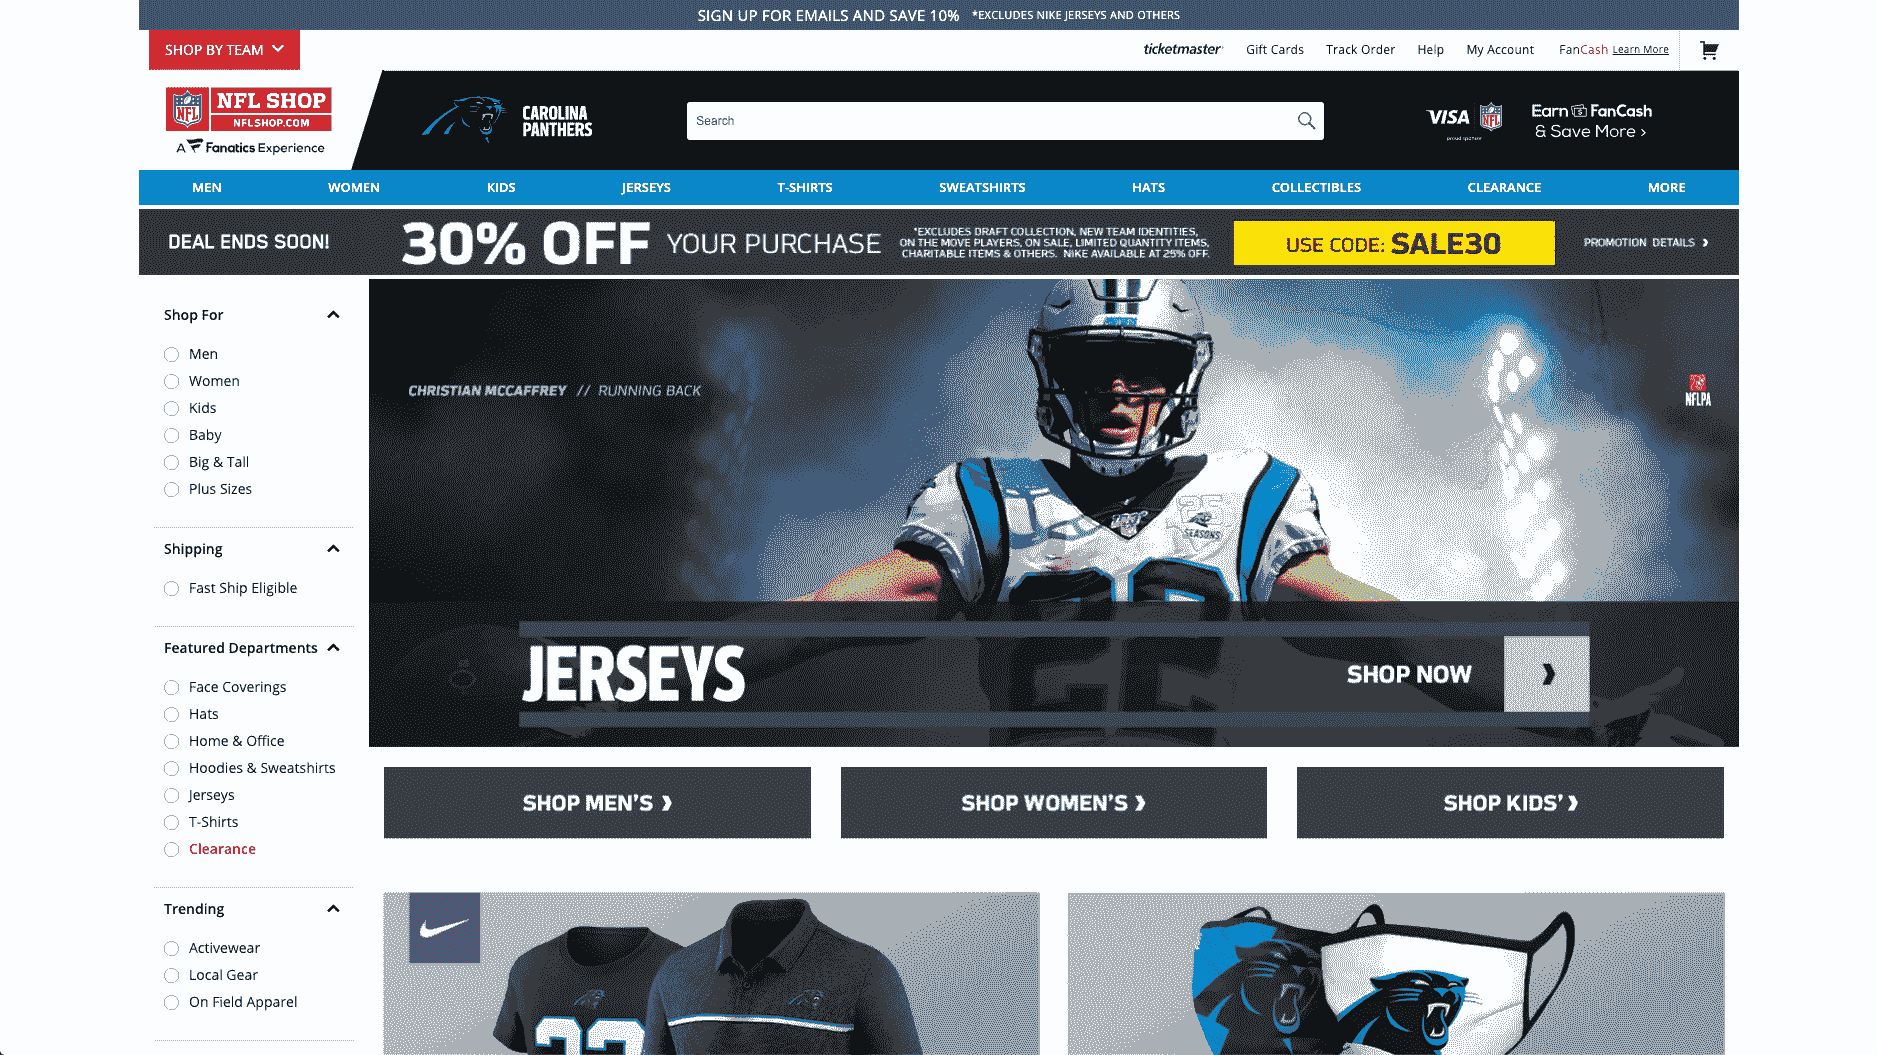 SIGN UP FOR EMAILS AND SAVE 10% *EXCLUDES NIKE JERSEYS AND OTHERS
SHOP BY TEAM
ticketmaster Gift Cards Track Order Help My Account FanCash Learn More
NFL NFL SHOP
NFLSHOP.COM
A Fanatics Experience
CAROLINA
PANTHERS
Search
VISA NFL
proud sponsor
Earn FanCash
& Save More >
MEN WOMEN KIDS JERSEYS T-SHIRTS SWEATSHIRTS HATS COLLECTIBLES CLEARANCE MORE
DEAL ENDS SOON!
30% OFF YOUR PURCHASE
*EXCLUDES DRAFT COLLECTION, NEW TEAM IDENTITIES,
ON THE MOVE PLAYERS, ON SALE, LIMITED QUANTITY ITEMS,
CHARITABLE ITEMS & OTHERS. NIKE AVAILABLE AT 25% OFF.
USE CODE: SALE30
PROMOTION DETAILS ❯
Shop For
Men
Women
Kids
Baby
Big & Tall
Plus Sizes
Shipping
Fast Ship Eligible
Featured Departments
Face Coverings
Hats
Home & Office
Hoodies & Sweatshirts
Jerseys
T-Shirts
Clearance
Trending
Activewear
Local Gear
On Field Apparel
CHRISTIAN MCCAFFREY // RUNNING BACK
NFLPA
25
SEASONS
JERSEYS
SHOP NOW ❯
SHOP MEN'S ❯
SHOP WOMEN'S ❯
SHOP KIDS' ❯